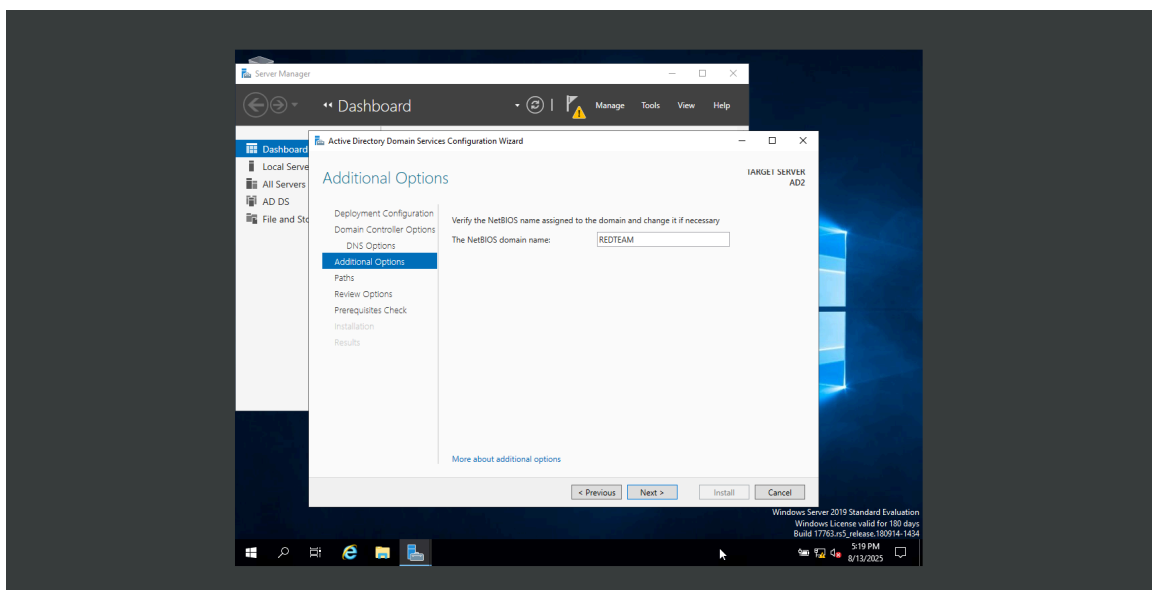 Server Manager
Dashboard
Manage Tools View Help
Active Directory Domain Services Configuration Wizard
Dashboard
Local Serve
All Servers
AD DS
File and Sto
Additional Options
TARGET SERVER
AD2
Deployment Configuration
Domain Controller Options
DNS Options
Additional Options
Paths
Review Options
Prerequisites Check
Installation
Results
Verify the NetBIOS name assigned to the domain and change it if necessary
The NetBIOS domain name: REDTEAM
More about additional options
< Previous Next > Install Cancel
Windows Server 2019 Standard Evaluation
Windows License valid for 180 days
Build 17763.rs5_release.180914-1434
5:19 PM
8/13/2025